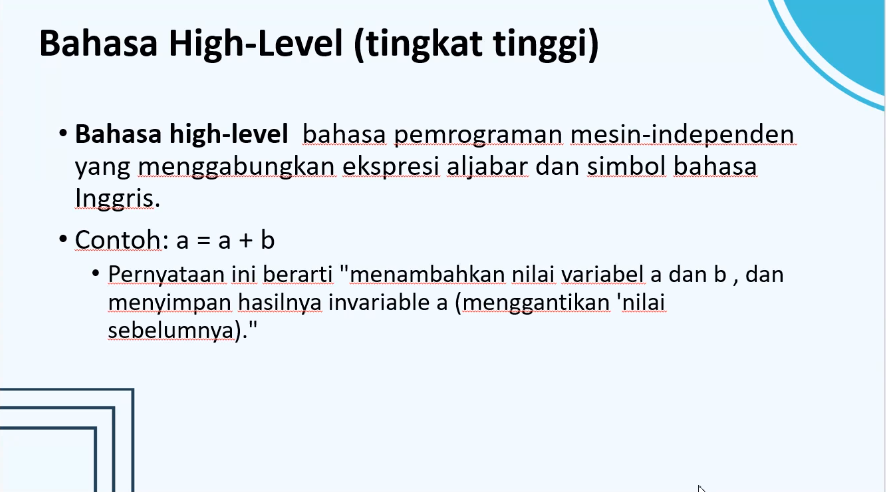 Bahasa High-Level (tingkat tinggi)
• Bahasa high-level  bahasa pemrograman mesin-independen
yang menggabungkan ekspresi aljabar dan simbol bahasa
Inggris.
• Contoh: a = a + b
• Pernyataan ini berarti "menambahkan nilai variabel a dan b , dan
menyimpan hasilnya invariable a (menggantikan 'nilai
sebelumnya)."